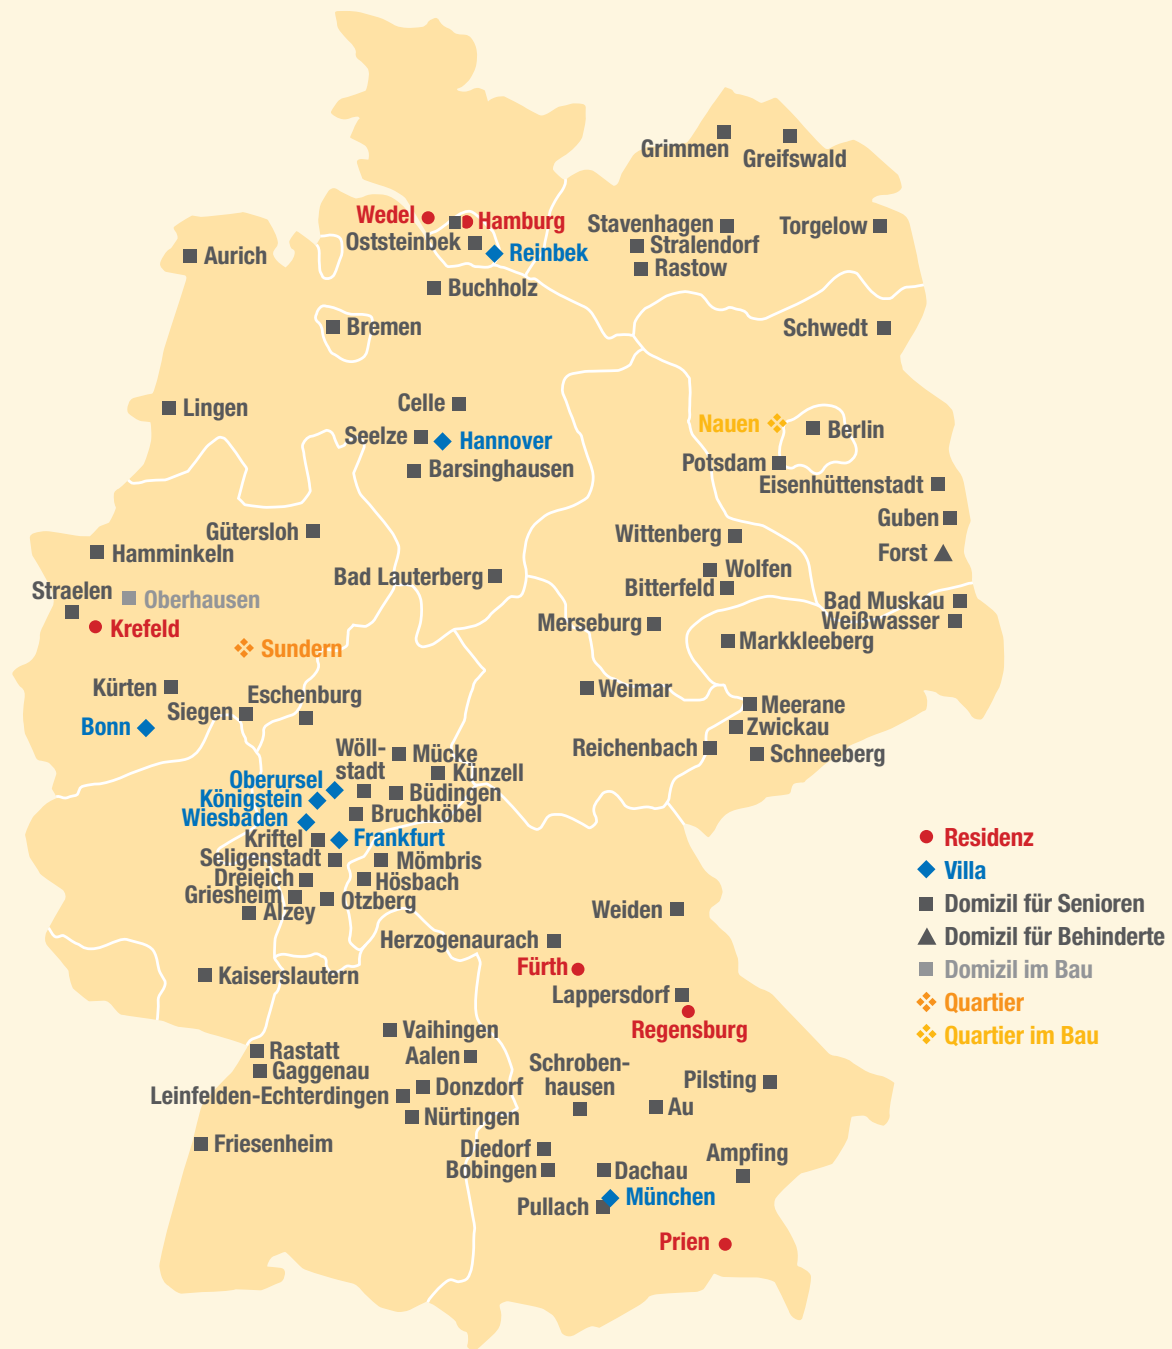 Grimmen
Greifswald
Wedel
Hamburg
Stavenhagen
Torgelow
Oststeinbek
Stralendorf
Reinbek
Aurich
Rastow
Buchholz
Bremen
Schwedt
Celle
Lingen
Nauen
Berlin
Seelze
Hannover
Potsdam
Barsinghausen
Eisenhüttenstadt
Guben
Gütersloh
Wittenberg
Hamminkeln
Forst
Wolfen
Bad Lauterberg
Bitterfeld
Straelen
Oberhausen
Bad Muskau
Weißwasser
Merseburg
Krefeld
Markkleeberg
Sundern
Kürten
Weimar
Eschenburg
Meerane
Siegen
Bonn
Zwickau
Reichenbach
Schneeberg
Wöll-
stadt
Mücke
Künzell
Oberursel
Büdingen
Königstein
Wiesbaden
Bruchköbel
Kriftel
Frankfurt
Seligenstadt
Mömbris
Dreieich
Hösbach
Griesheim
Otzberg
Alzey
Weiden
Herzogenaurach
Fürth
Kaiserslautern
Lappersdorf
Regensburg
Vaihingen
Rastatt
Aalen
Gaggenau
Schroben-
hausen
Pilsting
Donzdorf
Leinfelden-Echterdingen
Au
Nürtingen
Friesenheim
Diedorf
Ampfing
Bobingen
Dachau
München
Pullach
Prien
Residenz
Villa
Domizil für Senioren
Domizil für Behinderte
Domizil im Bau
Quartier
Quartier im Bau